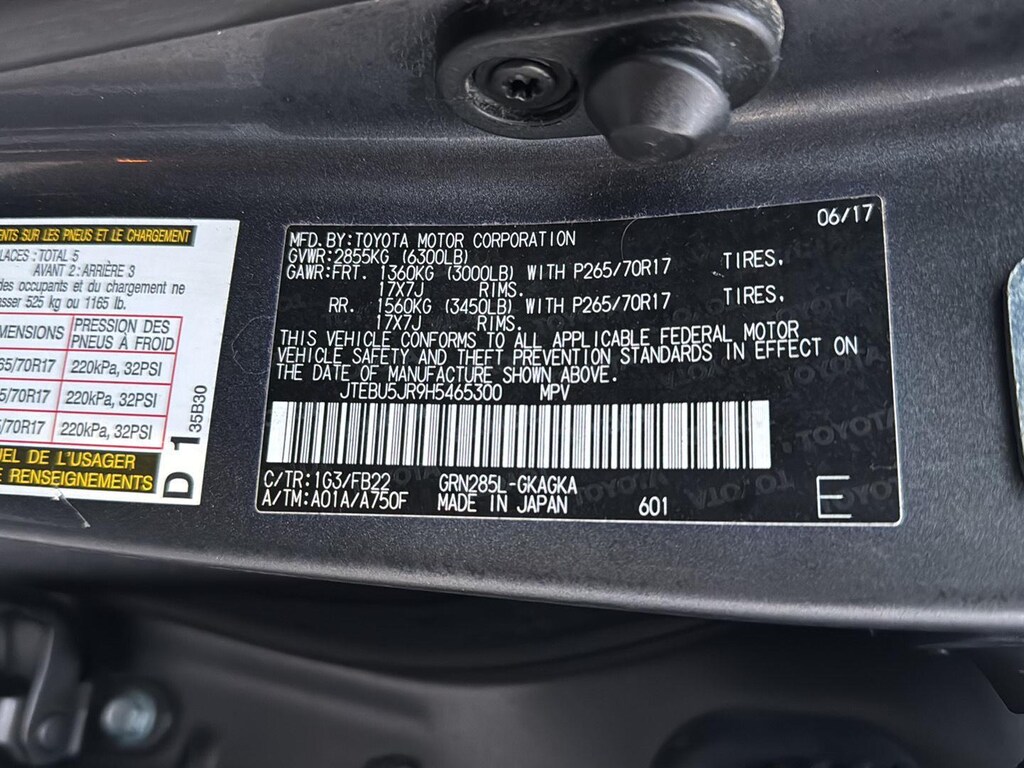 ENTS SUR LES PNEUS ET LE CHARGEMENT
LACES : TOTAL 5
AVANT 2 : ARRIÈRE 3
des occupants et du chargement ne
sser 525 kg ou 1165 lb.
MENSIONS PRESSION DES PNEUS À FROID
65/70R17 220kPa, 32PSI
5/70R17 220kPa, 32PSI
/70R17 220kPa, 32PSI
EL DE L'USAGER
RENSEIGNEMENTS
D 1 35B30
06/17
MFD. BY: TOYOTA MOTOR CORPORATION
GVWR: 2855KG (6300LB)
GAWR: FRT. 1360KG (3000LB) WITH P265/70R17 TIRES,
17X7J RIMS.
RR. 1560KG (3450LB) WITH P265/70R17 TIRES,
17X7J RIMS.
THIS VEHICLE CONFORMS TO ALL APPLICABLE FEDERAL MOTOR
VEHICLE SAFETY AND THEFT PREVENTION STANDARDS IN EFFECT ON
THE DATE OF MANUFACTURE SHOWN ABOVE.
JTEBU5JR9H5465300 MPV
C/TR: 1G3/FB22 GRN285L-GKAGKA
A/TM: A01A/A750F MADE IN JAPAN 601
E